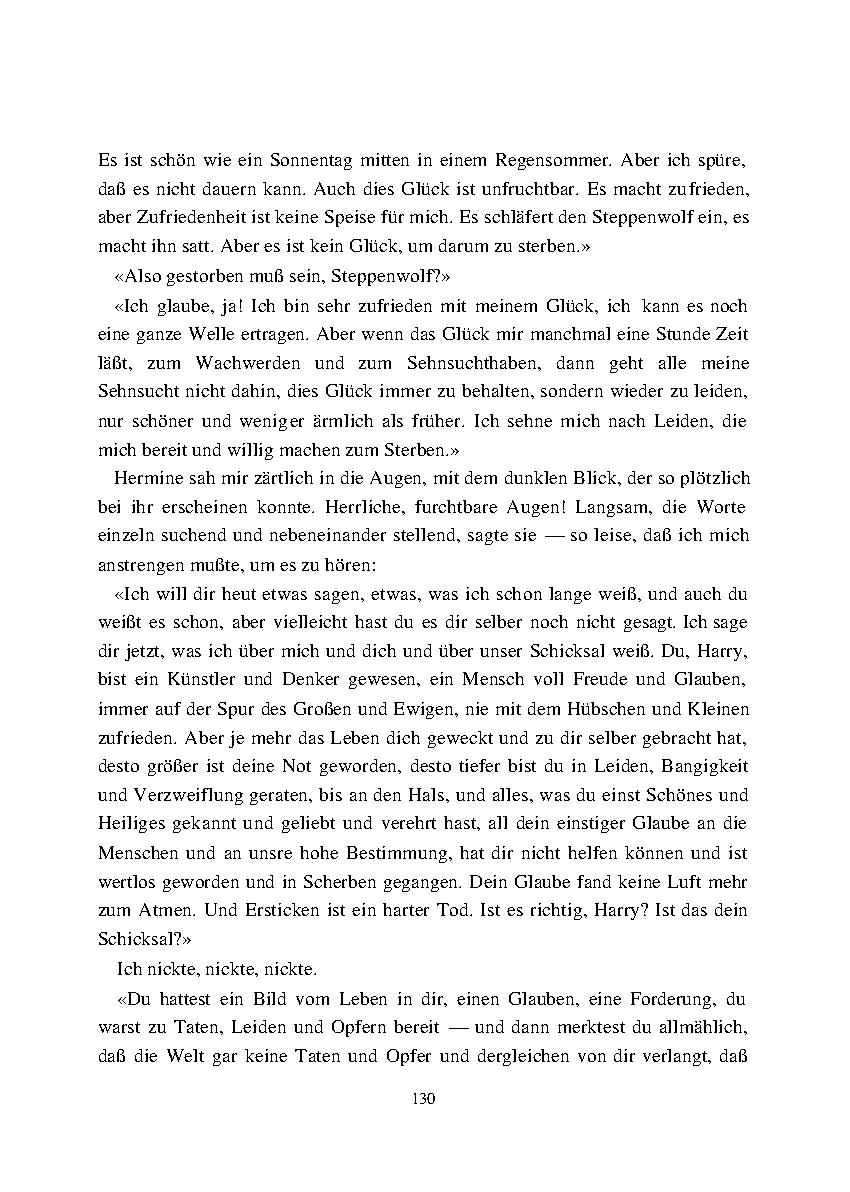 Es ist schön wie ein Sonnentag mitten in einem Regensommer. Aber ich spüre,
daß es nicht dauern kann. Auch dies Glück ist unfruchtbar. Es macht zufrieden,
aber Zufriedenheit ist keine Speise für mich. Es schläfert den Steppenwolf ein, es
macht ihn satt. Aber es ist kein Glück, um darum zu sterben.»
«Also gestorben muß sein, Steppenwolf?»
«Ich glaube, ja! Ich bin sehr zufrieden mit meinem Glück, ich kann es noch
eine ganze Welle ertragen. Aber wenn das Glück mir manchmal eine Stunde Zeit
läßt, zum Wachwerden und zum Sehnsuchthaben, dann geht alle meine
Sehnsucht nicht dahin, dies Glück immer zu behalten, sondern wieder zu leiden,
nur schöner und weniger ärmlich als früher. Ich sehne mich nach Leiden, die
mich bereit und willig machen zum Sterben.»
Hermine sah mir zärtlich in die Augen, mit dem dunklen Blick, der so plötzlich
bei ihr erscheinen konnte. Herrliche, furchtbare Augen! Langsam, die Worte
einzeln suchend und nebeneinander stellend, sagte sie — so leise, daß ich mich
anstrengen mußte, um es zu hören:
«Ich will dir heut etwas sagen, etwas, was ich schon lange weiß, und auch du
weißt es schon, aber vielleicht hast du es dir selber noch nicht gesagt. Ich sage
dir jetzt, was ich über mich und dich und über unser Schicksal weiß. Du, Harry,
bist ein Künstler und Denker gewesen, ein Mensch voll Freude und Glauben,
immer auf der Spur des Großen und Ewigen, nie mit dem Hübschen und Kleinen
zufrieden. Aber je mehr das Leben dich geweckt und zu dir selber gebracht hat,
desto größer ist deine Not geworden, desto tiefer bist du in Leiden, Bangigkeit
und Verzweiflung geraten, bis an den Hals, und alles, was du einst Schönes und
Heiliges gekannt und geliebt und verehrt hast, all dein einstiger Glaube an die
Menschen und an unsre hohe Bestimmung, hat dir nicht helfen können und ist
wertlos geworden und in Scherben gegangen. Dein Glaube fand keine Luft mehr
zum Atmen. Und Ersticken ist ein harter Tod. Ist es richtig, Harry? Ist das dein
Schicksal?»
Ich nickte, nickte, nickte.
«Du hattest ein Bild vom Leben in dir, einen Glauben, eine Forderung, du
warst zu Taten, Leiden und Opfern bereit — und dann merktest du allmählich,
daß die Welt gar keine Taten und Opfer und dergleichen von dir verlangt, daß
130